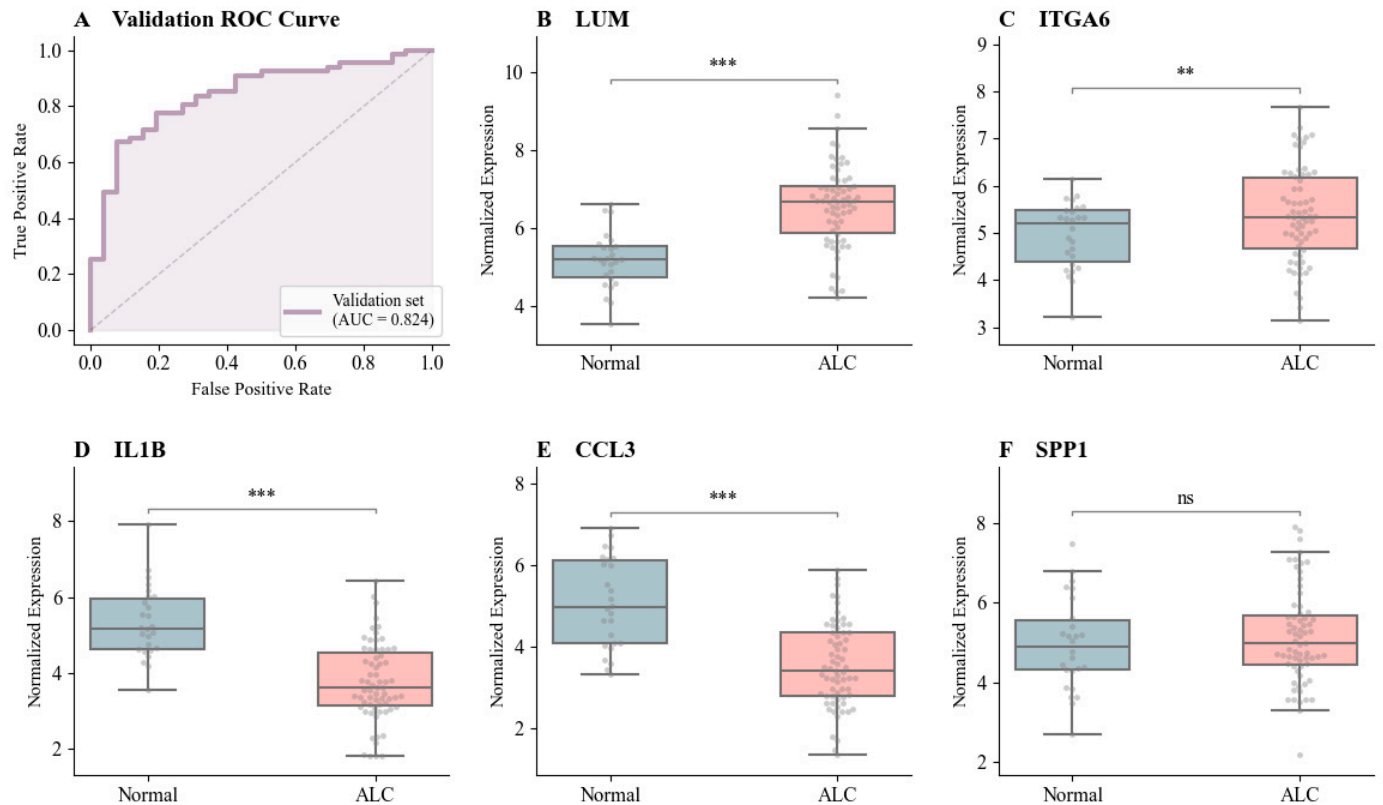 A Validation ROC Curve
True Positive Rate
1.0
0.8
0.6
0.4
0.2
0.0
Validation set
(AUC = 0.824)
0.0 0.2 0.4 0.6 0.8 1.0
False Positive Rate
B LUM
Normalized Expression
10
8
6
4
***
Normal ALC
C ITGA6
Normalized Expression
9
8
7
6
5
4
3
**
Normal ALC
D IL1B
Normalized Expression
8
6
4
2
***
Normal ALC
E CCL3
Normalized Expression
8
6
4
2
***
Normal ALC
F SPP1
Normalized Expression
8
6
4
2
ns
Normal ALC